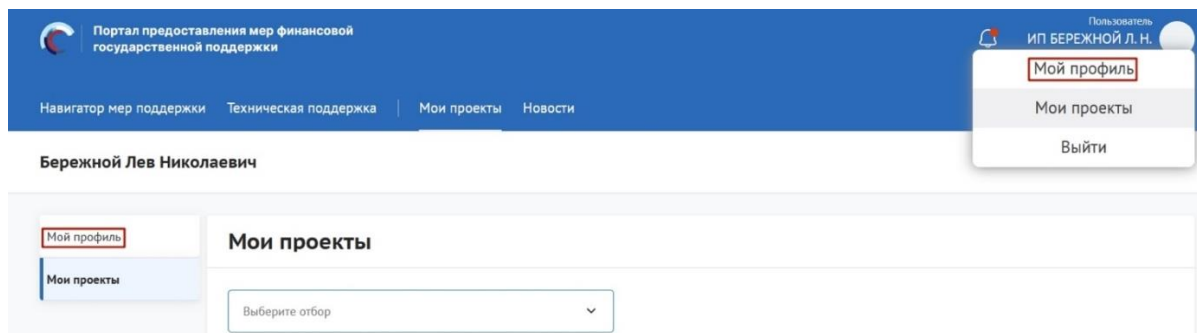 Портал предоставления мер финансовой
государственной поддержки
Пользователь
ИП БЕРЕЖНОЙ Л. Н.
Мой профиль
Мои проекты
Выйти
Навигатор мер поддержки Техническая поддержка Мои проекты Новости
Бережной Лев Николаевич
Мой профиль
Мои проекты
Мои проекты
Выберите отбор